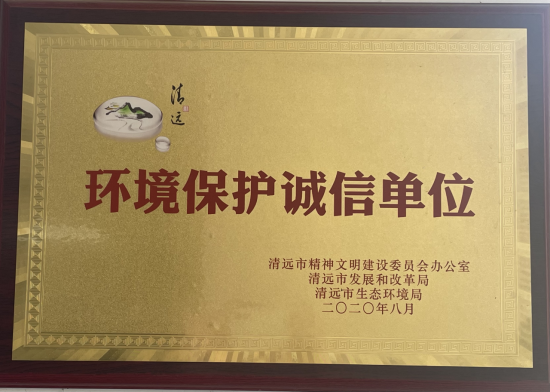 清远
环境保护诚信单位
清远市精神文明建设委员会办公室
清远市发展和改革局
清远市生态环境局
二〇二〇年八月